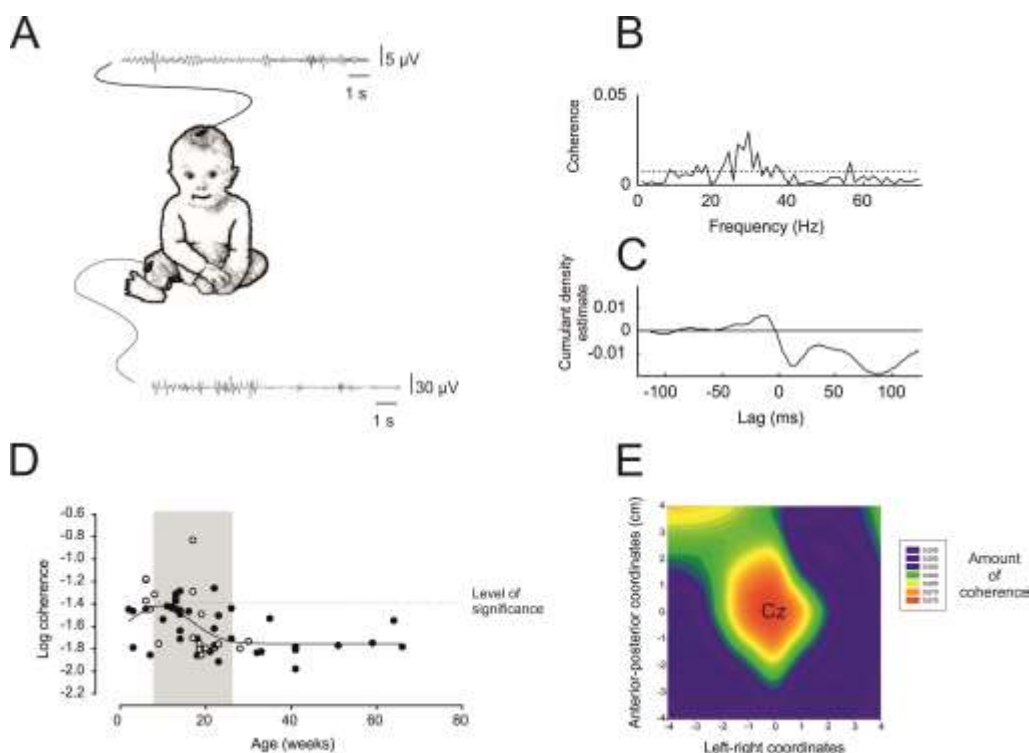 A
5 µV
1 s
30 µV
1 s
B
Coherence
0.05
0
0
20
40
60
Frequency (Hz)
C
Cumulant density
estimate
0.01
0
-0.01
-100
-50
0
50
100
Lag (ms)
D
Log coherence
-0.6
-0.8
-1.0
-1.2
-1.4
-1.6
-1.8
-2.0
-2.2
0
20
40
60
80
Age (weeks)
Level of
significance
E
Anterior-posterior coordinates (cm)
4
3
2
1
0
-1
-2
-3
-4
Cz
-4
-3
-2
-1
0
1
2
3
4
Left-right coordinates
Amount
of
coherence